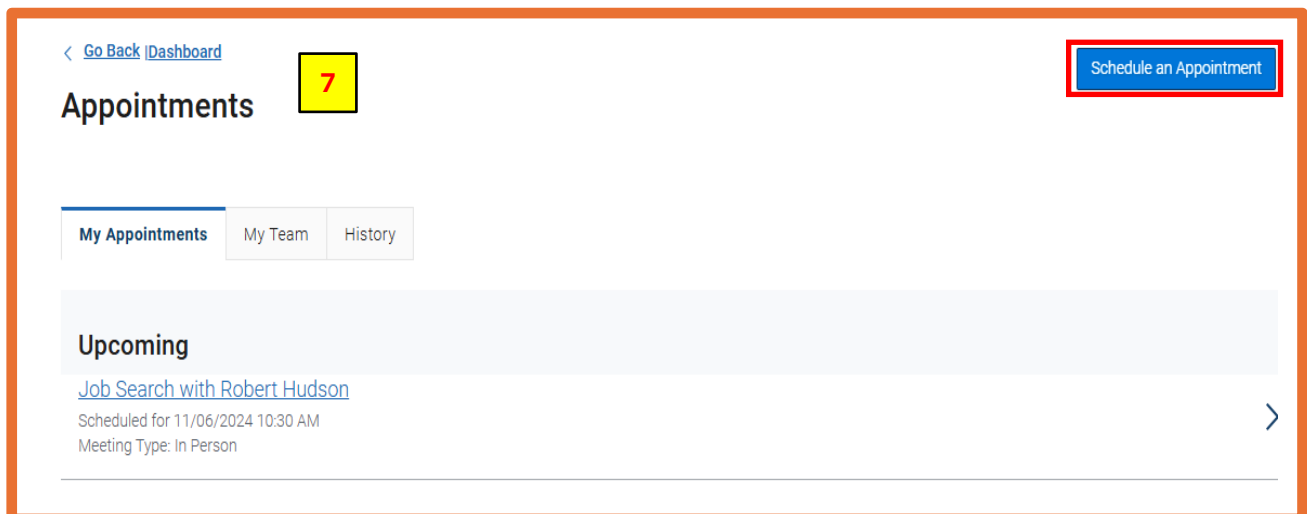 Go Back |Dashboard
7
Schedule an Appointment
Appointments
My Appointments My Team History
Upcoming
Job Search with Robert Hudson
Scheduled for 11/06/2024 10:30 AM
Meeting Type: In Person